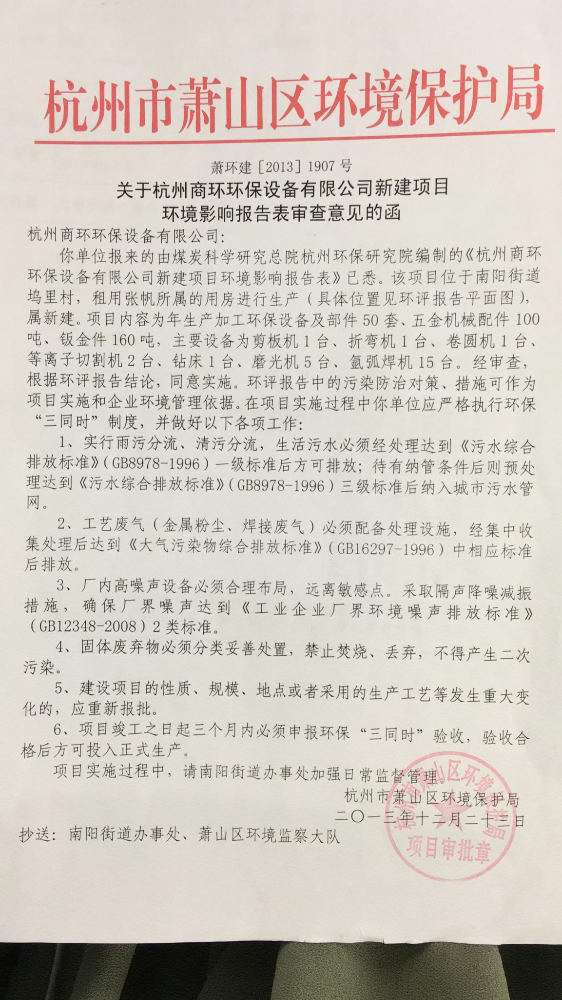 杭州市萧山区环境保护局
萧环建［2013］1907 号
关于杭州商环环保设备有限公司新建项目
环境影响报告表审查意见的函
杭州商环环保设备有限公司：
你单位报来的由煤炭科学研究总院杭州环保研究院编制的《杭州商环
环保设备有限公司新建项目环境影响报告表》已悉。该项目位于南阳街道
坞里村，租用张帆所属的用房进行生产（具体位置见环评报告平面图），
属新建。项目内容为年生产加工环保设备及部件 50 套、五金机械配件 100
吨、钣金件 160 吨，主要设备为剪板机 1 台、折弯机 1 台、卷圆机 1 台、
等离子切割机 2 台、钻床 1 台、磨光机 5 台、氩弧焊机 15 台。经审查，
根据环评报告结论，同意实施。环评报告中的污染防治对策、措施可作为
项目实施和企业环境管理依据。在项目实施过程中你单位应严格执行环保
“三同时”制度，并做好以下各项工作：
1、实行雨污分流、清污分流，生活污水必须经处理达到《污水综合
排放标准》（GB8978-1996）一级标准后方可排放；待有纳管条件后则预处
理达到《污水综合排放标准》（GB8978-1996）三级标准后纳入城市污水管
网。
2、工艺废气（金属粉尘、焊接废气）必须配备处理设施，经集中收
集处理后达到《大气污染物综合排放标准》（GB16297-1996）中相应标准
后排放。
3、厂内高噪声设备必须合理布局，远离敏感点。采取隔声降噪减振
措施，确保厂界噪声达到《工业企业厂界环境噪声排放标准》
（GB12348-2008）2 类标准。
4、固体废弃物必须分类妥善处置，禁止焚烧、丢弃，不得产生二次
污染。
5、建设项目的性质、规模、地点或者采用的生产工艺等发生重大变
化的，应重新报批。
6、项目竣工之日起三个月内必须申报环保“三同时”验收，验收合
格后方可投入正式生产。
项目实施过程中，请南阳街道办事处加强日常监督管理。
杭州市萧山区环境保护局
二〇一三年十二月二十三日
抄送：南阳街道办事处、萧山区环境监察大队
杭州市萧山区环境保护局
项目审批章